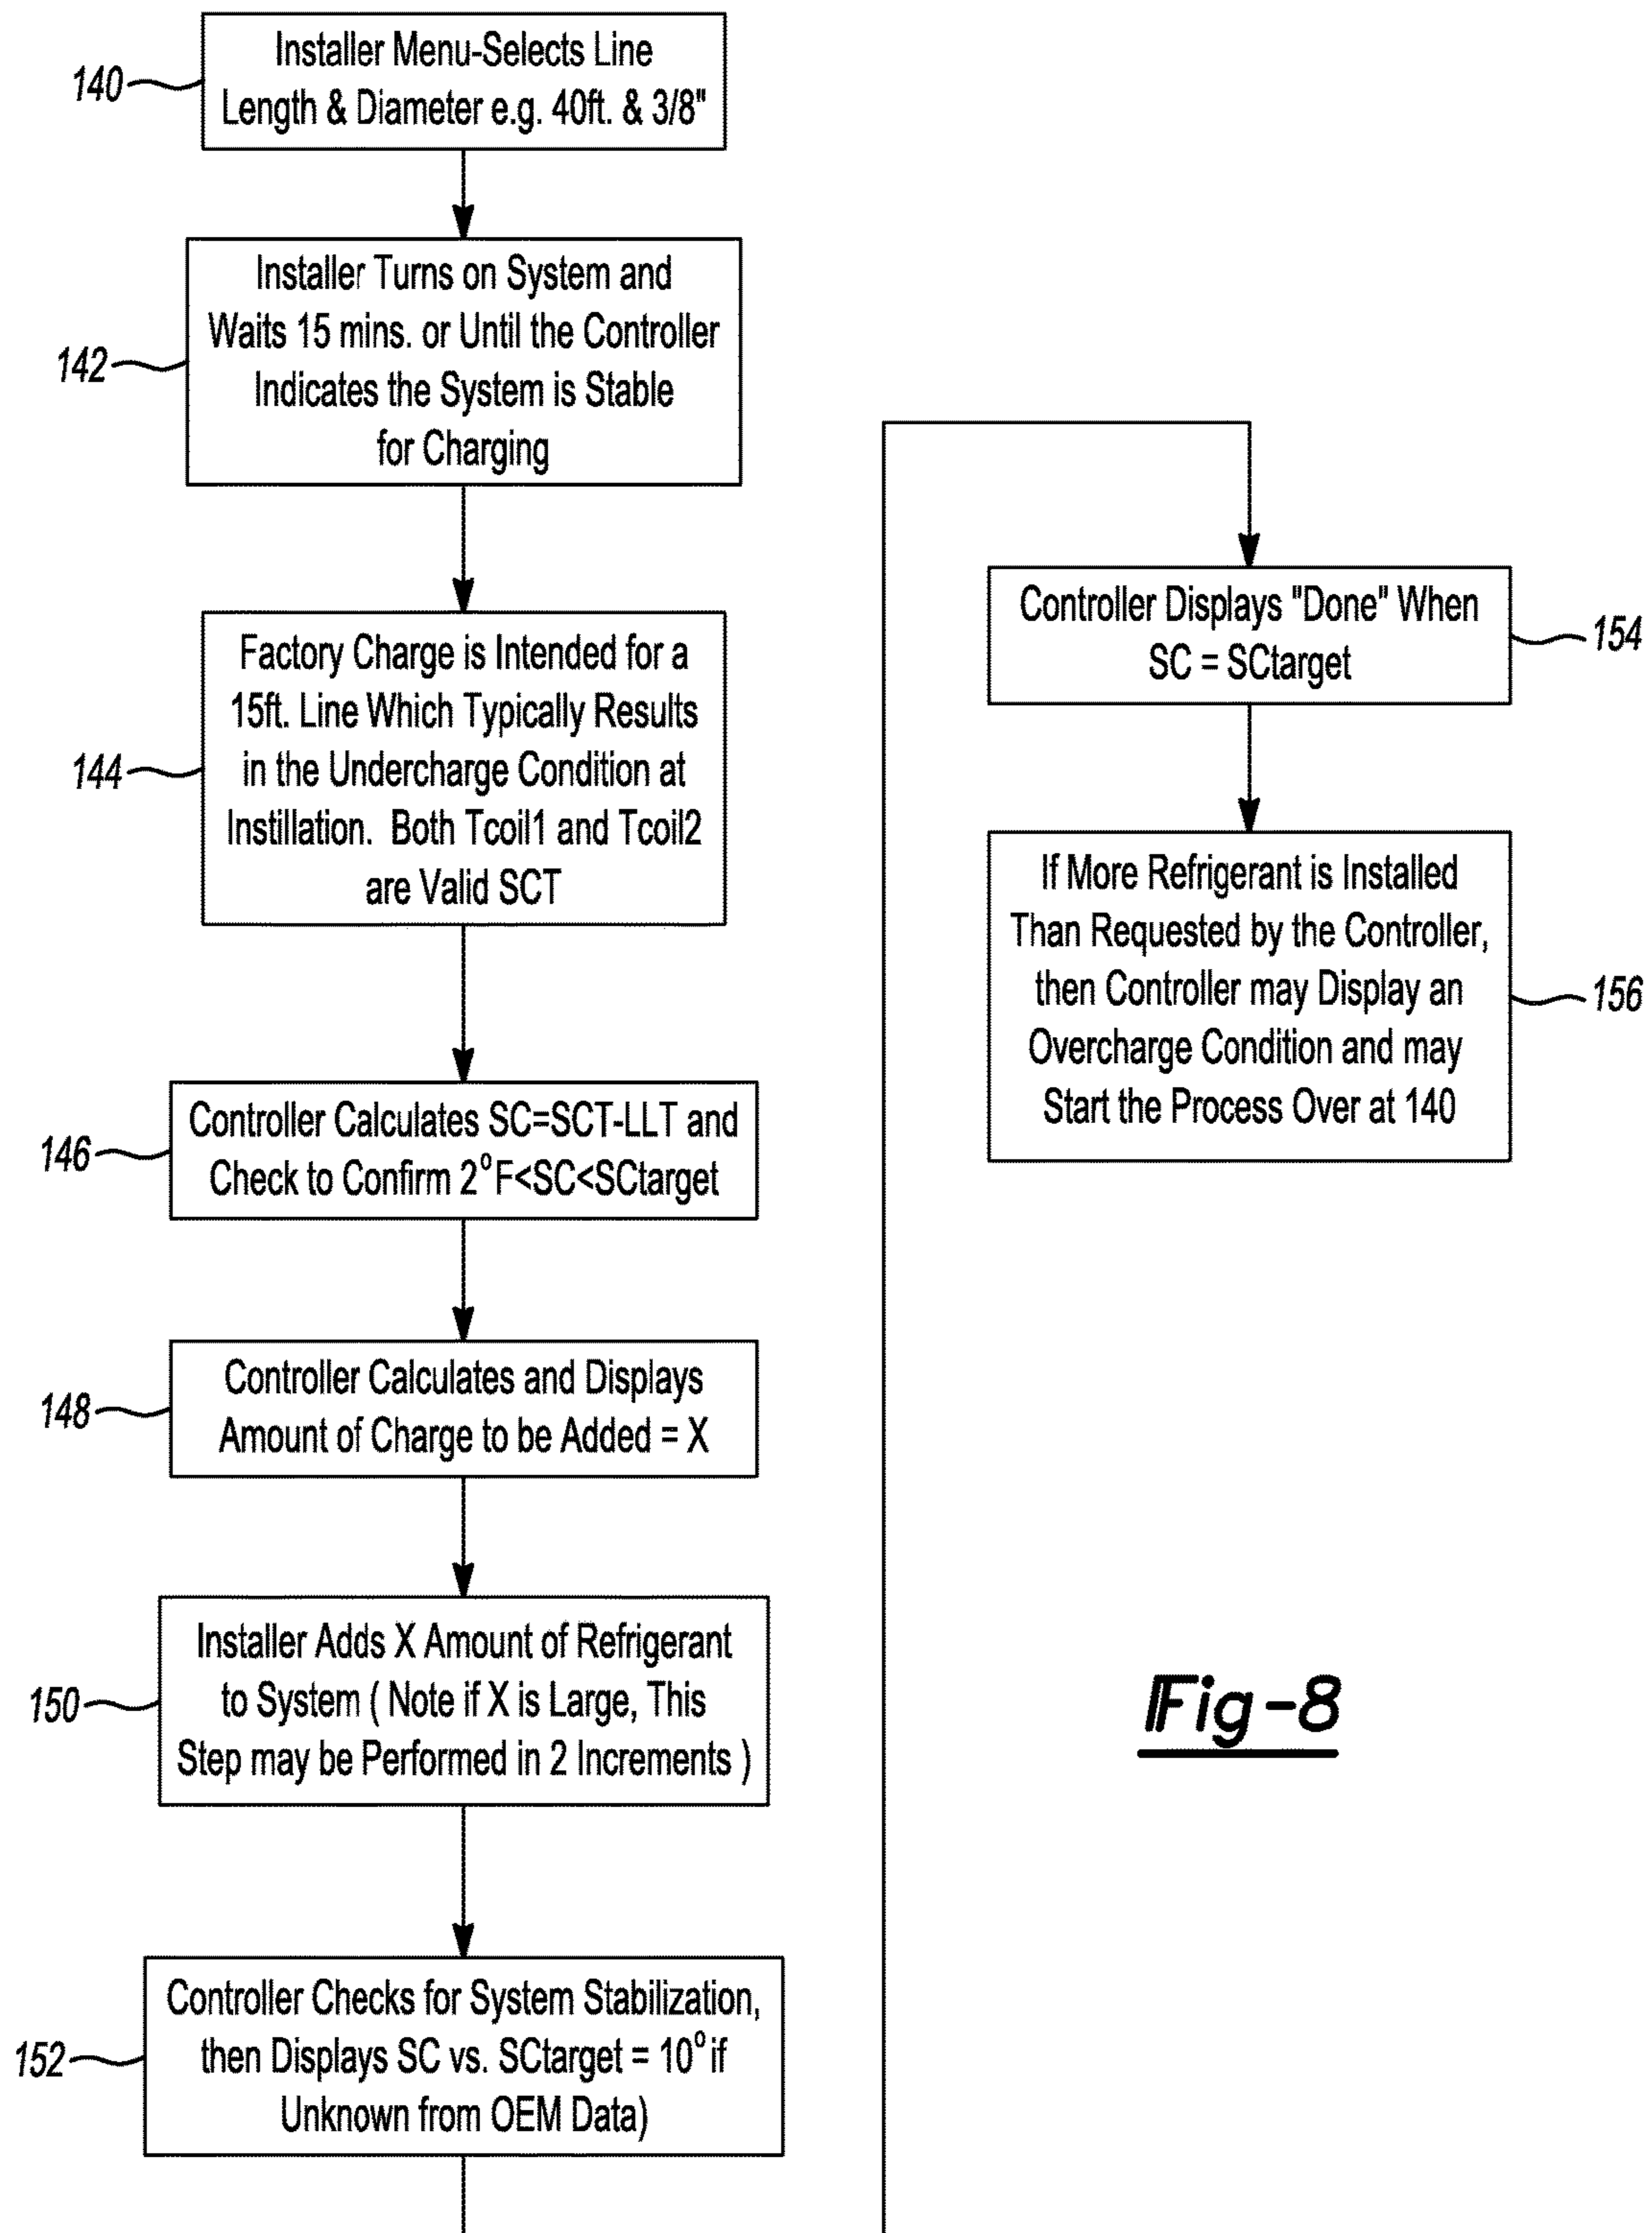 140
Installer Menu-Selects Line
Length & Diameter e.g. 40ft. & 3/8"
142
Installer Turns on System and
Waits 15 mins. or Until the Controller
Indicates the System is Stable
for Charging
144
Factory Charge is Intended for a
15ft. Line Which Typically Results
in the Undercharge Condition at
Instillation. Both Tcoil1 and Tcoil2
are Valid SCT
146
Controller Calculates SC=SCT-LLT and
Check to Confirm 2°F<SC<SCtarget
148
Controller Calculates and Displays
Amount of Charge to be Added = X
150
Installer Adds X Amount of Refrigerant
to System ( Note if X is Large, This
Step may be Performed in 2 Increments )
152
Controller Checks for System Stabilization,
then Displays SC vs. SCtarget = 10° if
Unknown from OEM Data)
Controller Displays "Done" When
SC = SCtarget
154
If More Refrigerant is Installed
Than Requested by the Controller,
then Controller may Display an
Overcharge Condition and may
Start the Process Over at 140
156
Fig-8